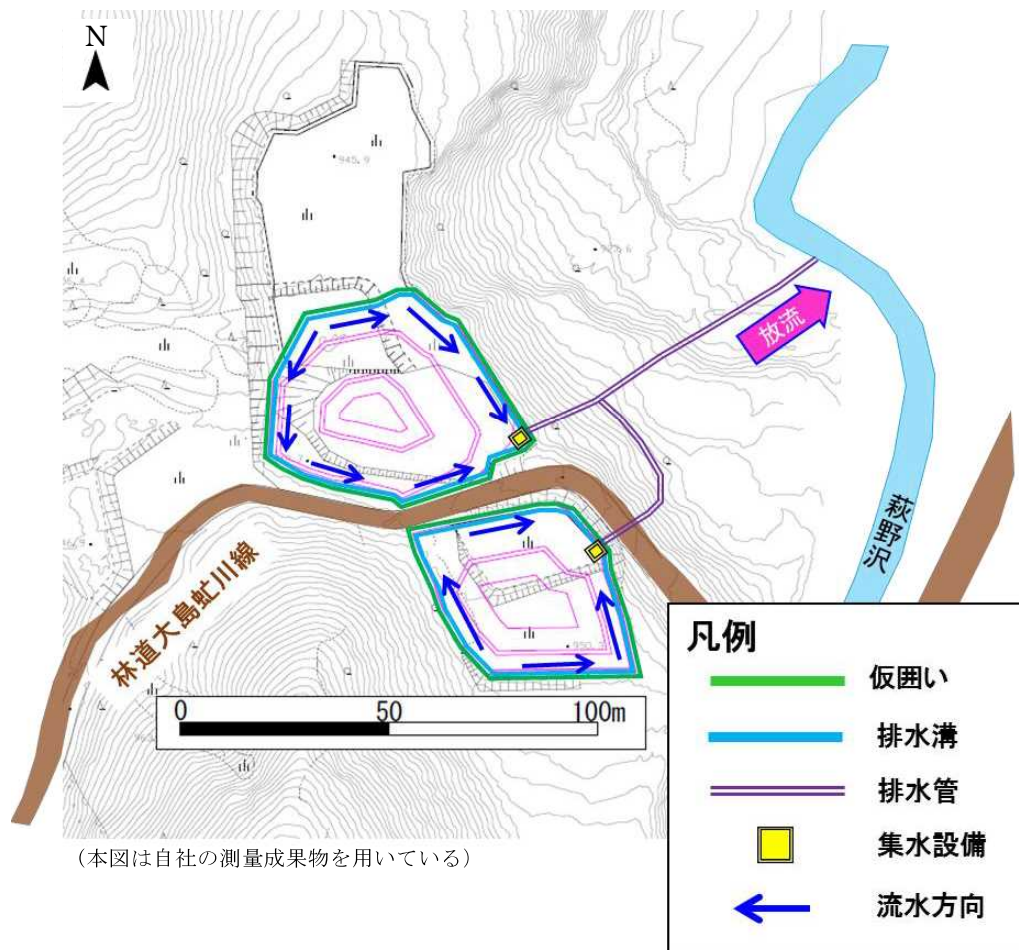 N
945.9
放流
萩野沢
林道大島虻川線
0 50 100m
(本図は自社の測量成果物を用いている)
凡例
仮囲い
排水溝
排水管
集水設備
流水方向